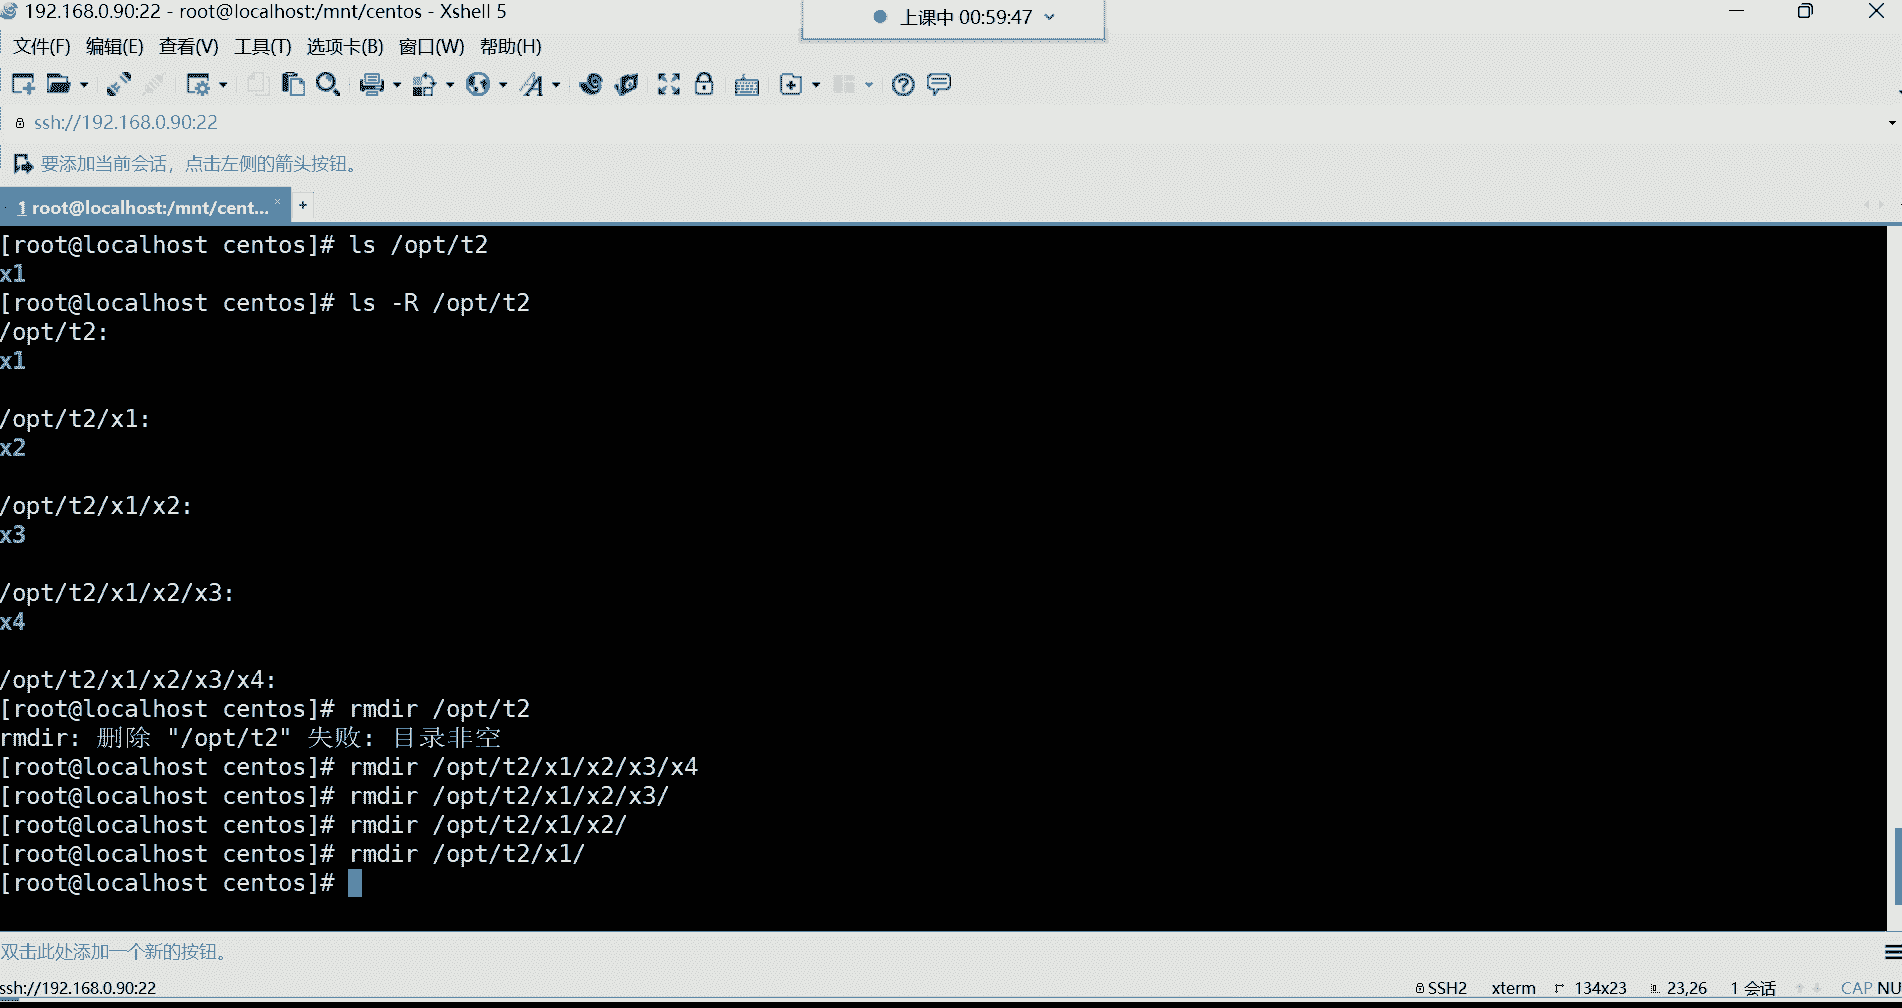 192.168.0.90:22 - root@localhost:/mnt/centos - Xshell 5
上课中 00:59:47
文件(F) 编辑(E) 查看(V) 工具(T) 选项卡(B) 窗口(W) 帮助(H)
ssh://192.168.0.90:22
要添加当前会话，点击左侧的箭头按钮。
1 root@localhost:/mnt/cent... × +
[root@localhost centos]# ls /opt/t2
x1
[root@localhost centos]# ls -R /opt/t2
/opt/t2:
x1
/opt/t2/x1:
x2
/opt/t2/x1/x2:
x3
/opt/t2/x1/x2/x3:
x4
/opt/t2/x1/x2/x3/x4:
[root@localhost centos]# rmdir /opt/t2
rmdir: 删除 "/opt/t2" 失败: 目录非空
[root@localhost centos]# rmdir /opt/t2/x1/x2/x3/x4
[root@localhost centos]# rmdir /opt/t2/x1/x2/x3/
[root@localhost centos]# rmdir /opt/t2/x1/x2/
[root@localhost centos]# rmdir /opt/t2/x1/
[root@localhost centos]#
双击此处添加一个新的按钮。
ssh://192.168.0.90:22 SSH2 xterm 134x23 23,26 1 会话 CAP NU